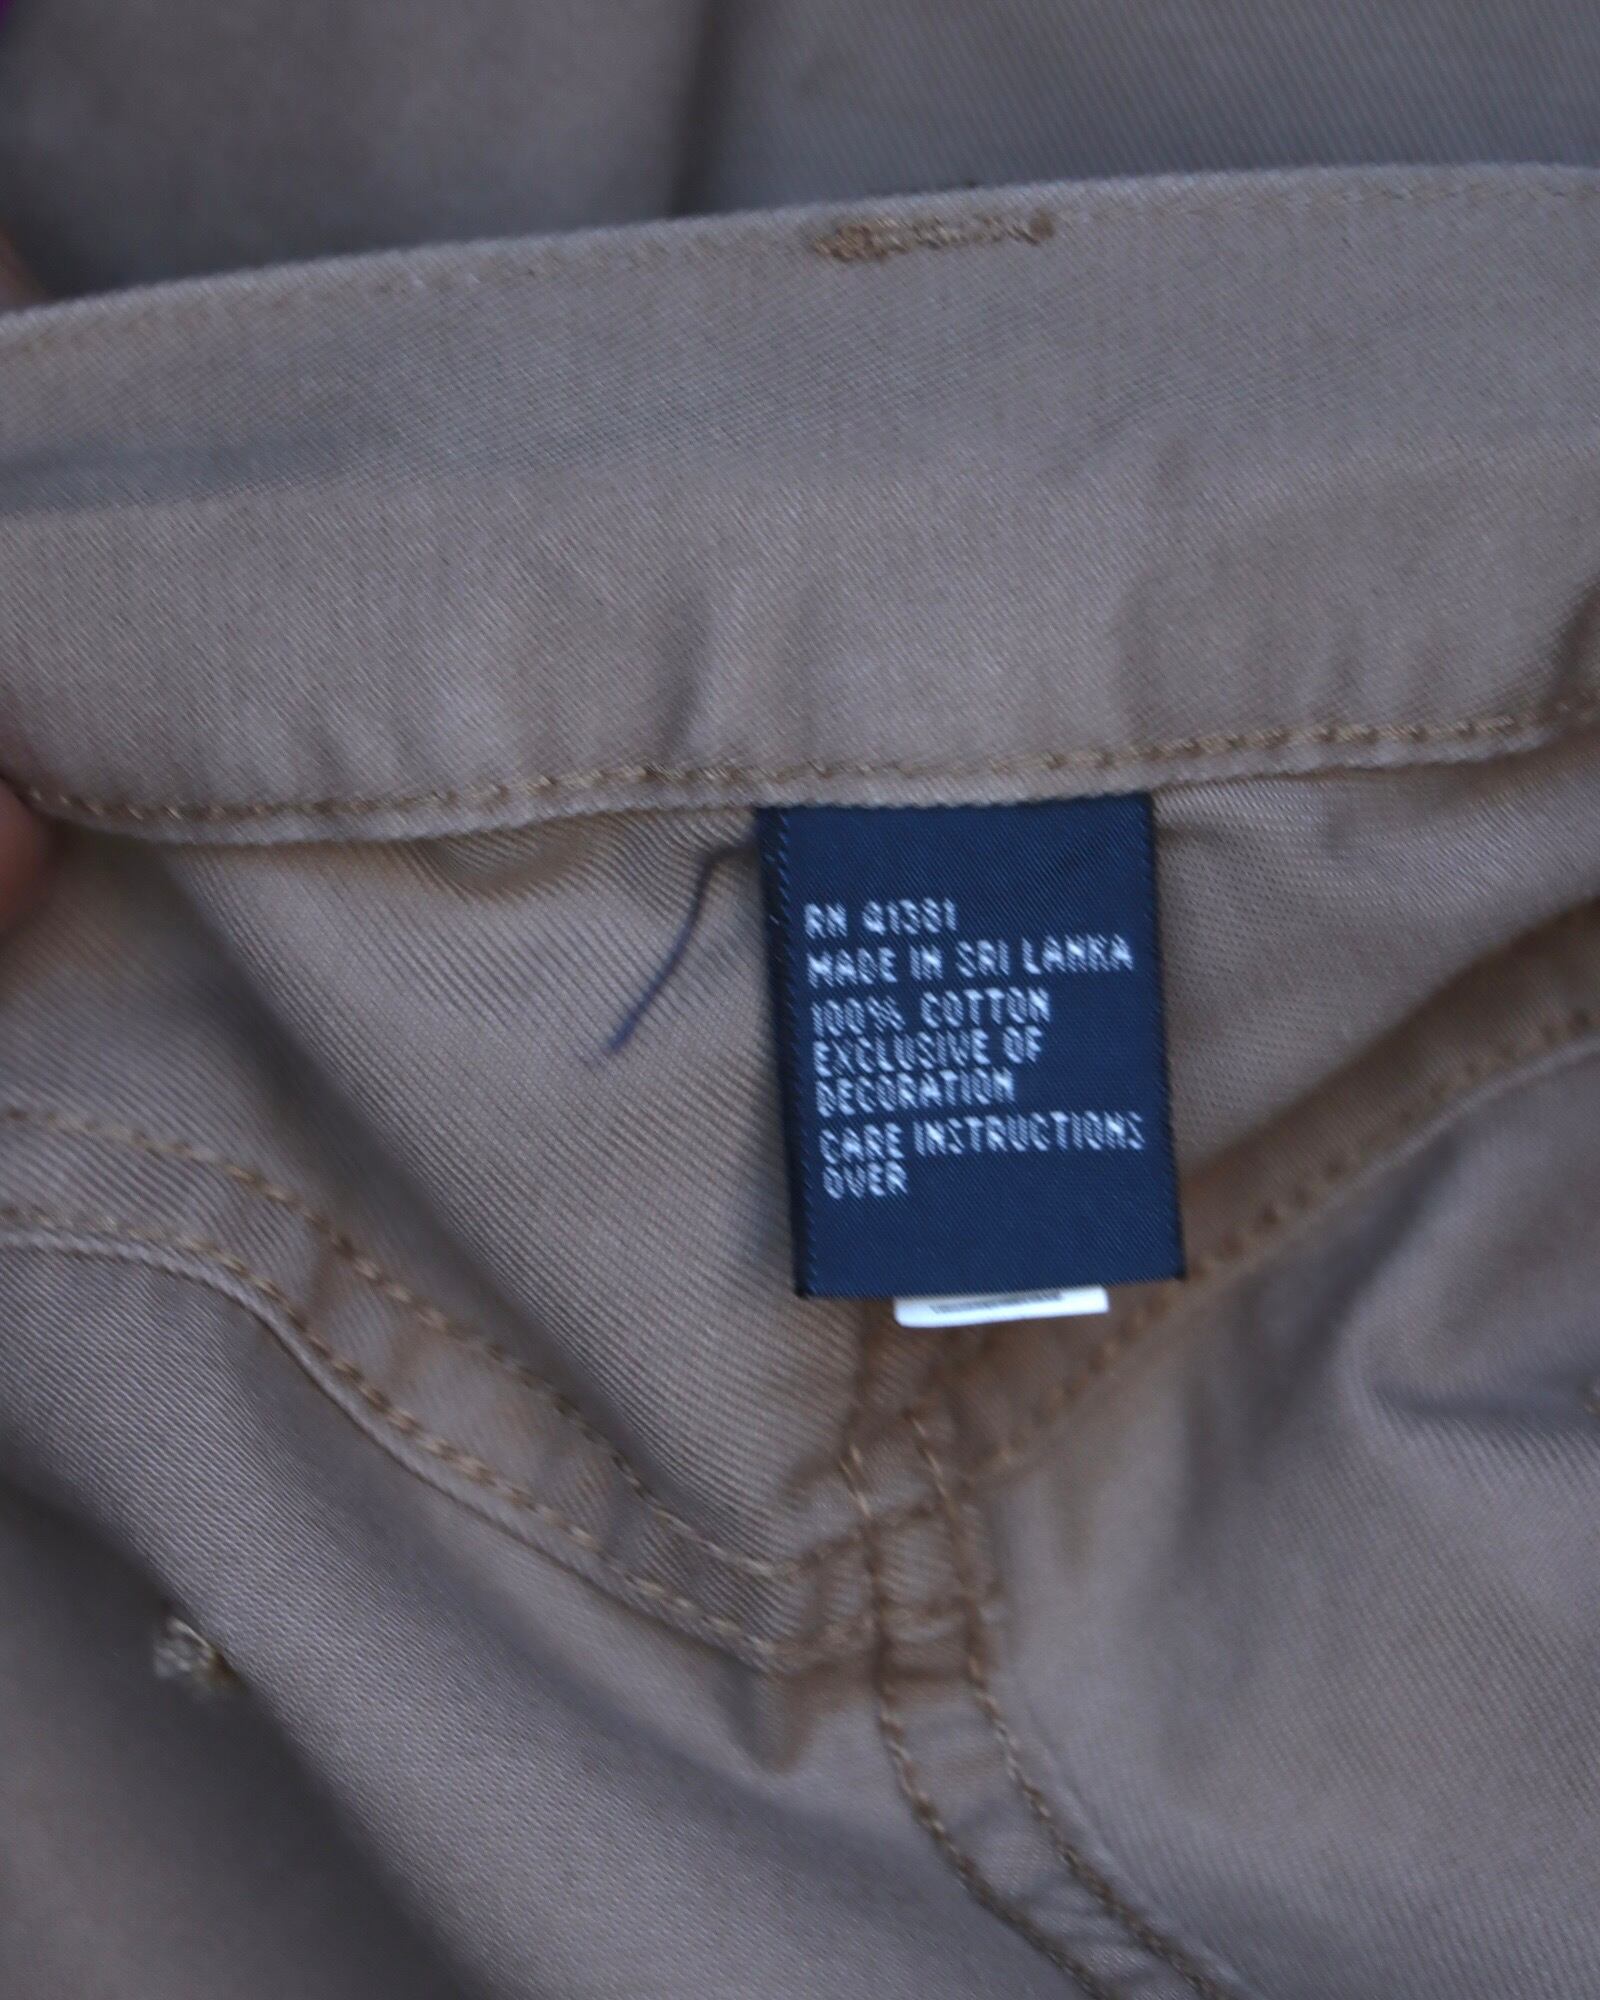 RN 41381
MADE IN SRI LANKA
100% COTTON
EXCLUSIVE OF
DECORATION
CARE INSTRUCTIONS
OVER